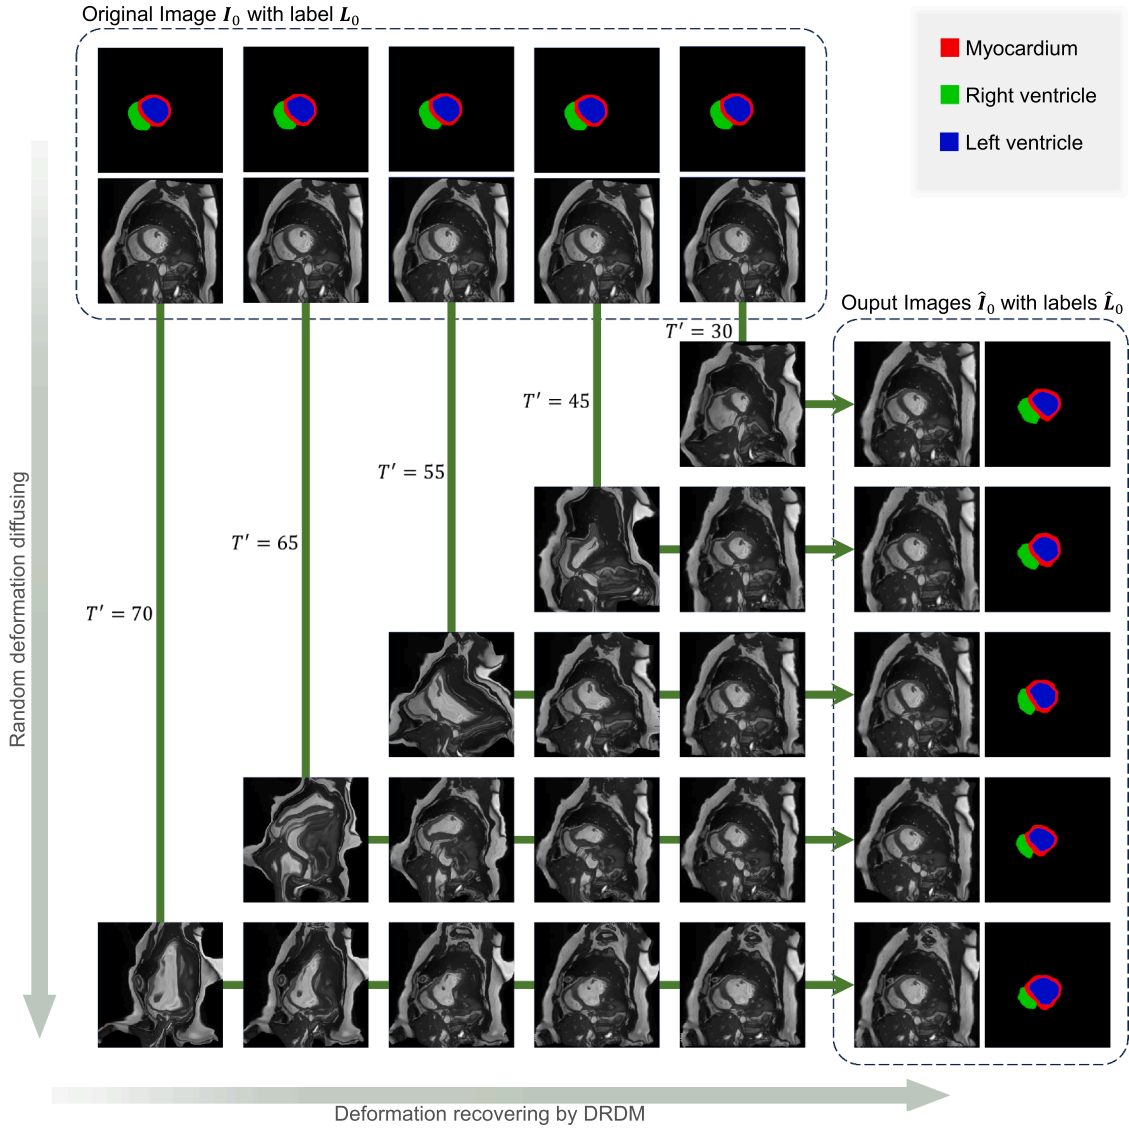 Original Image I₀ with label L₀
Myocardium
Right ventricle
Left ventricle
Ouput Images Î₀ with labels L̂₀
T′ = 30
T′ = 45
T′ = 55
T′ = 65
T′ = 70
Random deformation diffusing
Deformation recovering by DRDM